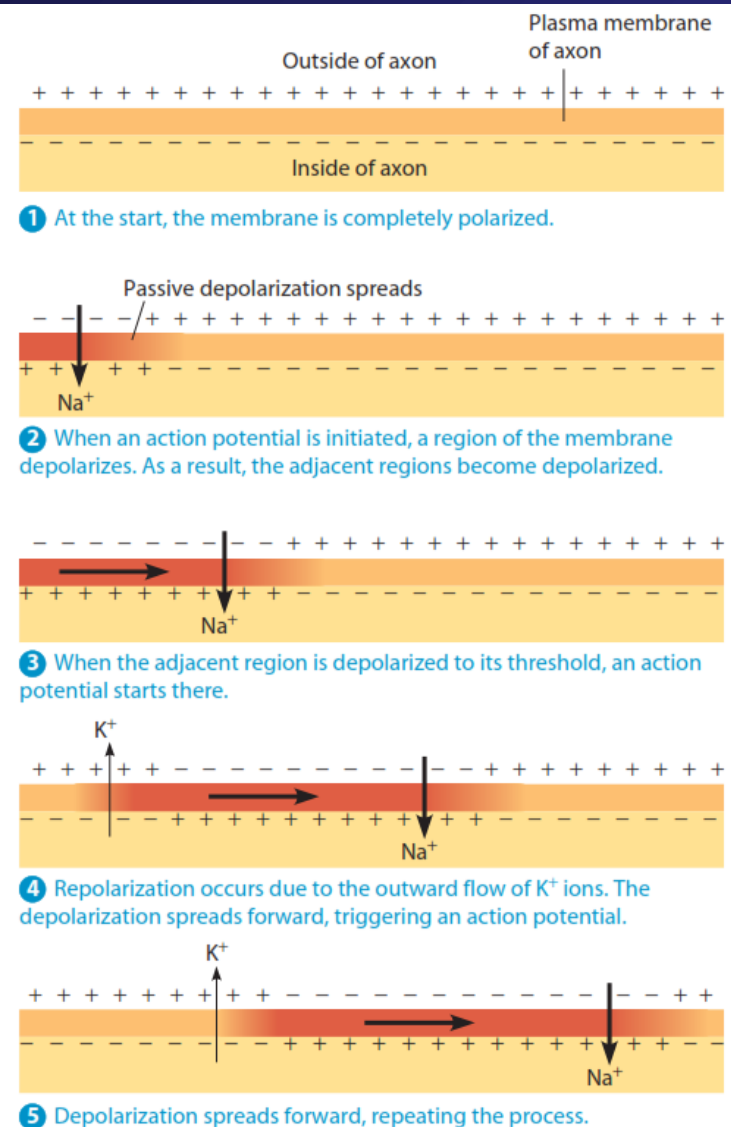 Plasma membrane
of axon
Outside of axon
+ + + + + + + + + + + + + + + + + + + + + + + + +
− − − − − − − − − − − − − − − − − − − − − − − −
Inside of axon
1 At the start, the membrane is completely polarized.
Passive depolarization spreads
− − − − + + + + + + + + + + + + + + + + + + + + +
+ + + + − − − − − − − − − − − − − − − − − − −
Na⁺
2 When an action potential is initiated, a region of the membrane
depolarizes. As a result, the adjacent regions become depolarized.
− − − − − − − − − + + + + + + + + + + + + + + + +
+ + + + + + + + + − − − − − − − − − − − − − − −
Na⁺
3 When the adjacent region is depolarized to its threshold, an action
potential starts there.
K⁺
+ + + + + − − − − − − − − − − − + + + + + + + + +
− − − − − + + + + + + + + + + − − − − − − − −
Na⁺
4 Repolarization occurs due to the outward flow of K⁺ ions. The
depolarization spreads forward, triggering an action potential.
K⁺
+ + + + + + + + + − − − − − − − − − − − − − − + +
− − − − − − − − − + + + + + + + + + + + + + − −
Na⁺
5 Depolarization spreads forward, repeating the process.